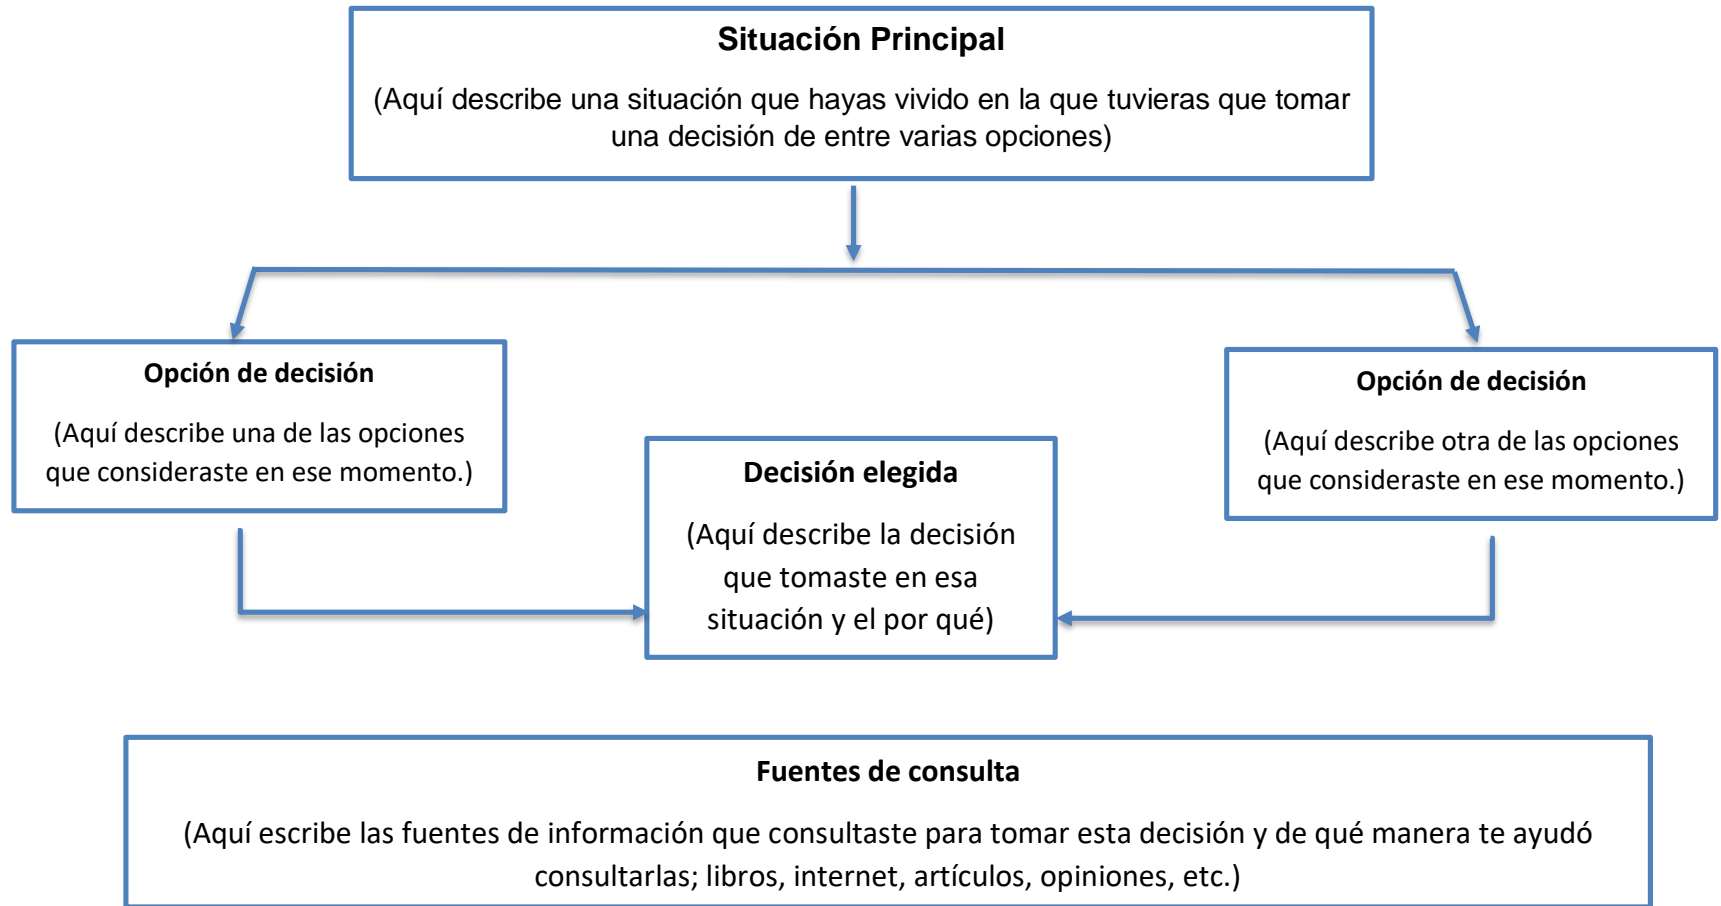 Situación Principal
(Aquí describe una situación que hayas vivido en la que tuvieras que tomar
una decisión de entre varias opciones)
Opción de decisión
(Aquí describe una de las opciones
que consideraste en ese momento.)
Opción de decisión
(Aquí describe otra de las opciones
que consideraste en ese momento.)
Decisión elegida
(Aquí describe la decisión
que tomaste en esa
situación y el por qué)
Fuentes de consulta
(Aquí escribe las fuentes de información que consultaste para tomar esta decisión y de qué manera te ayudó
consultarlas; libros, internet, artículos, opiniones, etc.)